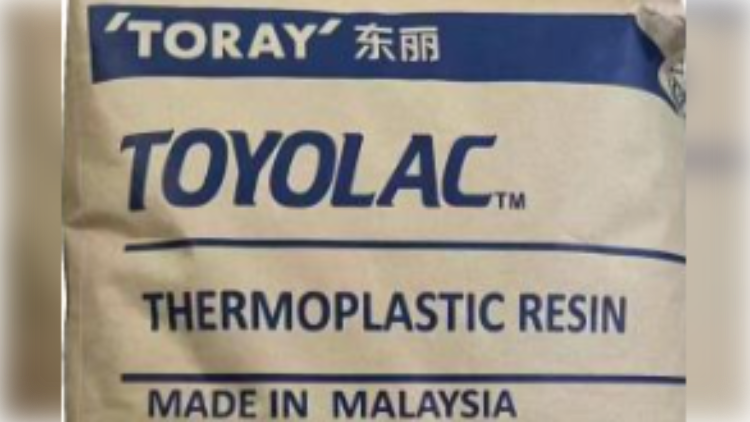 'TORAY' 东丽
TOYOLAC™
THERMOPLASTIC RESIN
MADE IN MALAYSIA